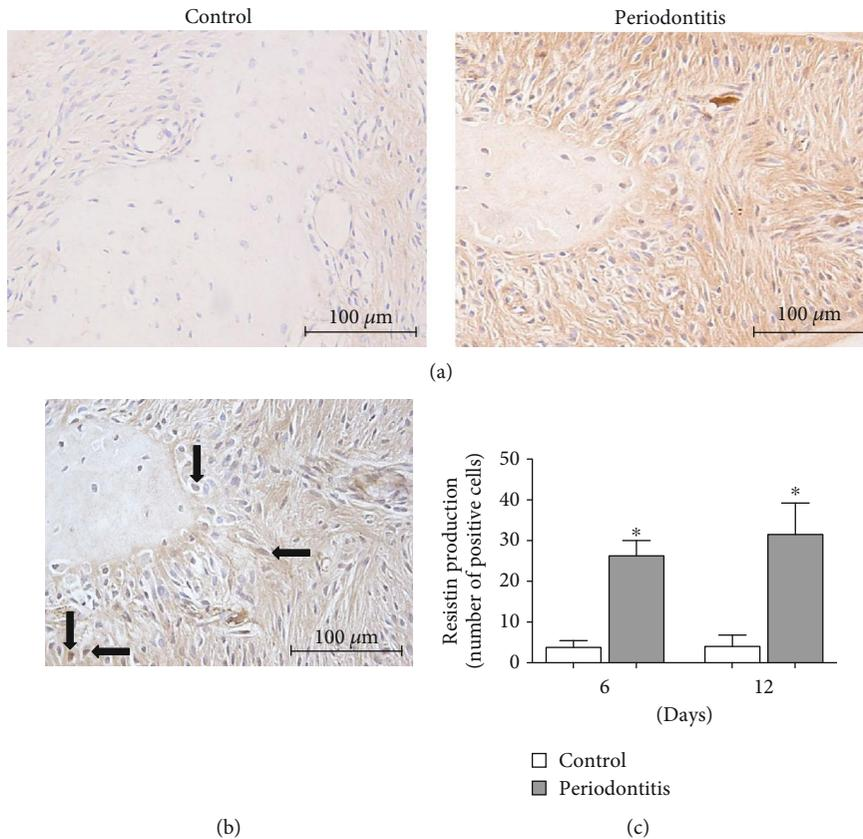 Control
Periodontitis
100 μm
100 μm
(a)
100 μm
(b)
Resistin production
(number of positive cells)
50
40
30
20
10
0
*
*
6
12
(Days)
Control
Periodontitis
(c)